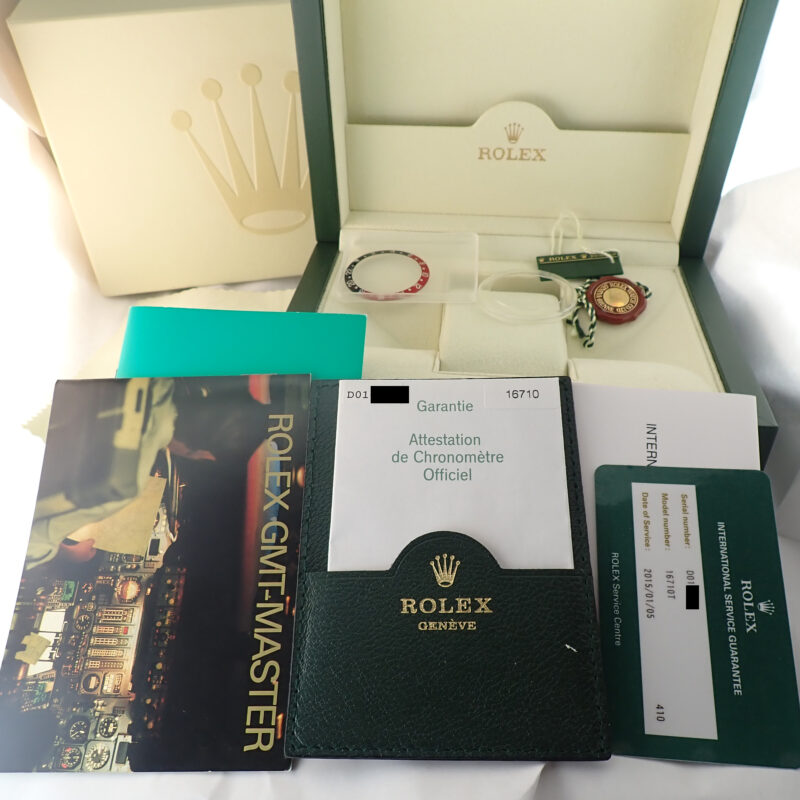 ROLEX
ROLEX
D01
16710
Garantie
Attestation
de Chronomètre
Officiel
ROLEX
GENÈVE
ROLEX GMT-MASTER
INTERN
ROLEX
INTERNATIONAL SERVICE GUARANTEE
Serial number: D01
Model number: 16710T
Date of Service: 2015/01/05
410
ROLEX Service Centre